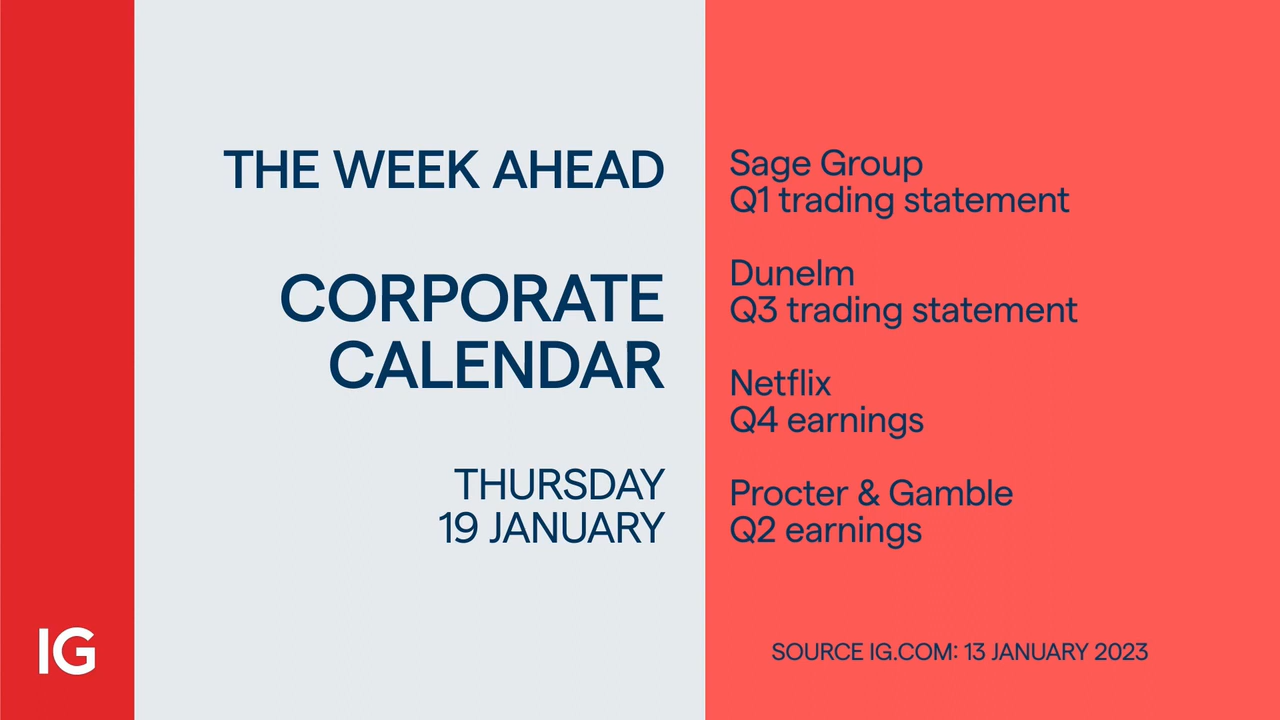 THE WEEK AHEAD
CORPORATE
CALENDAR
THURSDAY
19 JANUARY
Sage Group
Q1 trading statement
Dunelm
Q3 trading statement
Netflix
Q4 earnings
Procter & Gamble
Q2 earnings
SOURCE IG.COM: 13 JANUARY 2023
IG